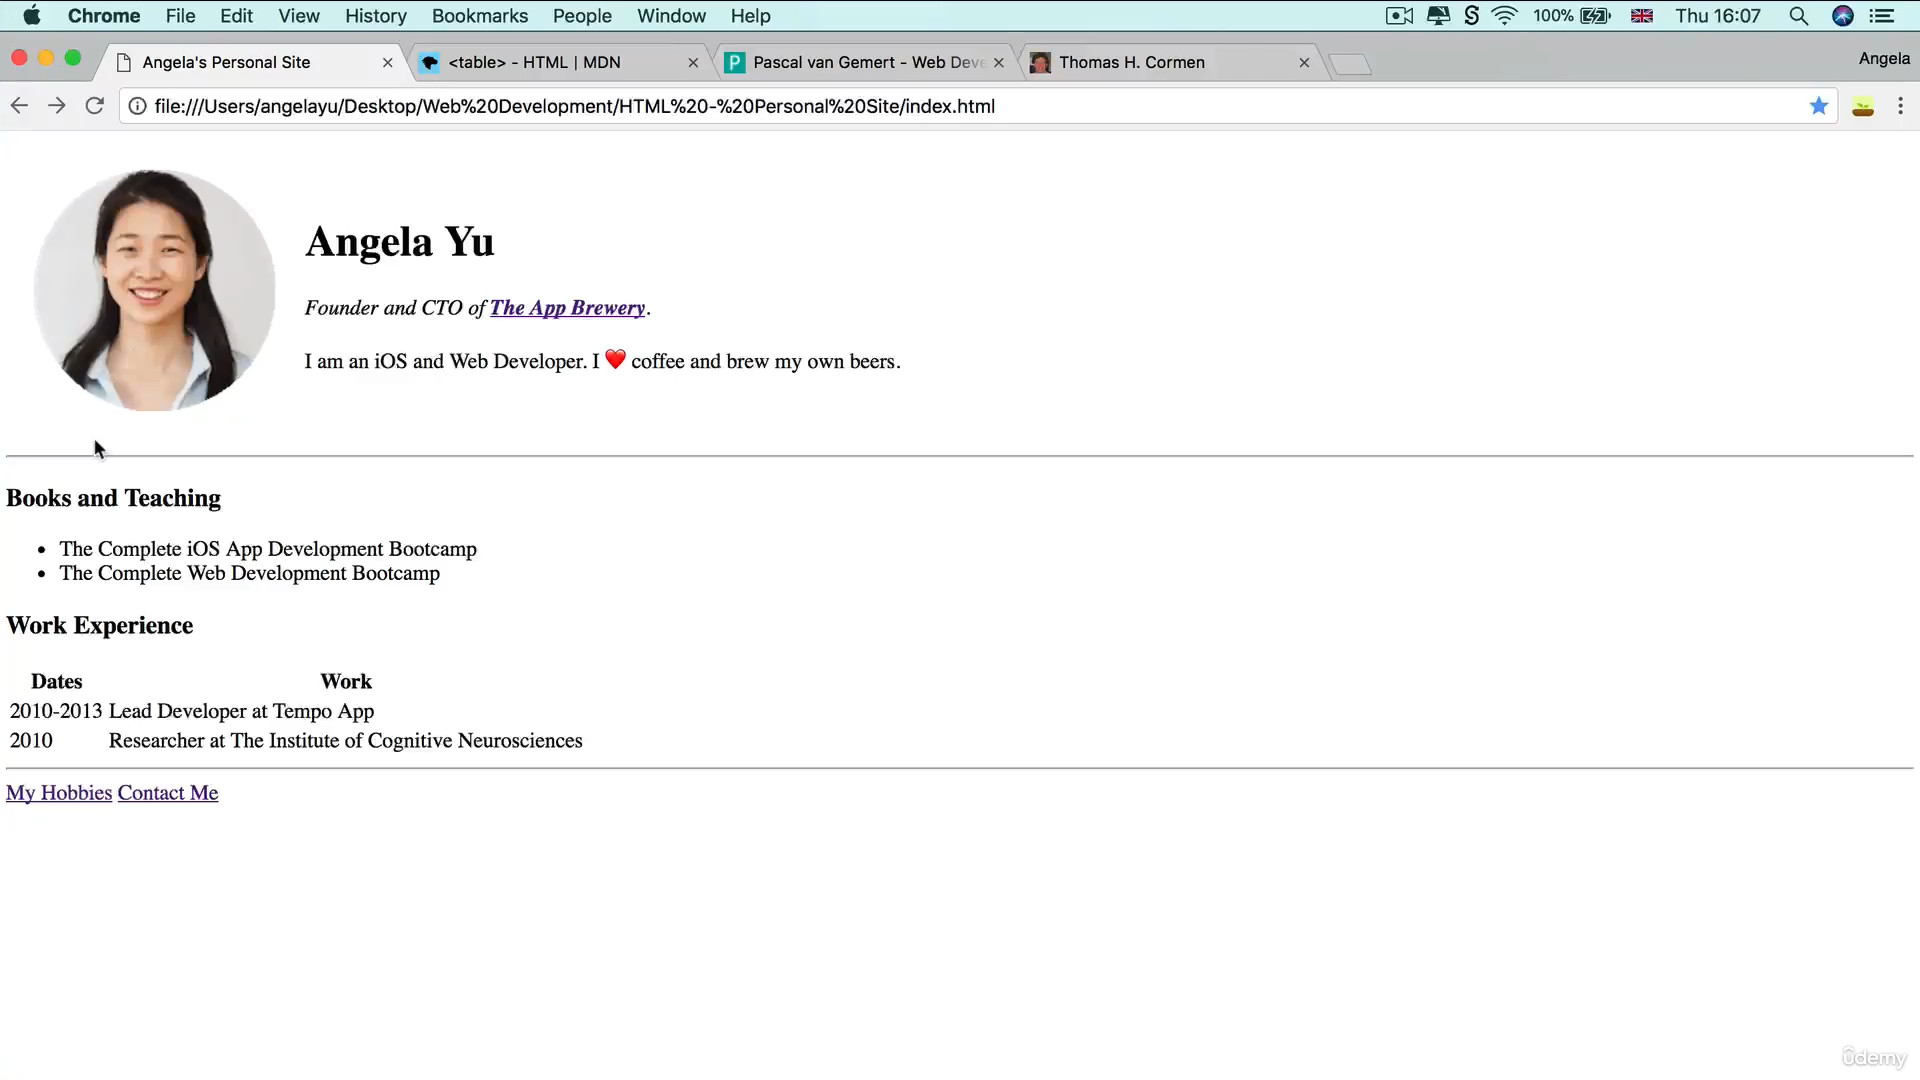 Chrome File Edit View History Bookmarks People Window Help 100% Thu 16:07
Angela's Personal Site <table> - HTML | MDN Pascal van Gemert - Web Deve Thomas H. Cormen Angela
file:///Users/angelayu/Desktop/Web%20Development/HTML%20-%20Personal%20Site/index.html
Angela Yu
Founder and CTO of The App Brewery.
I am an iOS and Web Developer. I ❤️ coffee and brew my own beers.
Books and Teaching
• The Complete iOS App Development Bootcamp
• The Complete Web Development Bootcamp
Work Experience
Dates Work
2010-2013 Lead Developer at Tempo App
2010 Researcher at The Institute of Cognitive Neurosciences
My Hobbies Contact Me
ûdemy